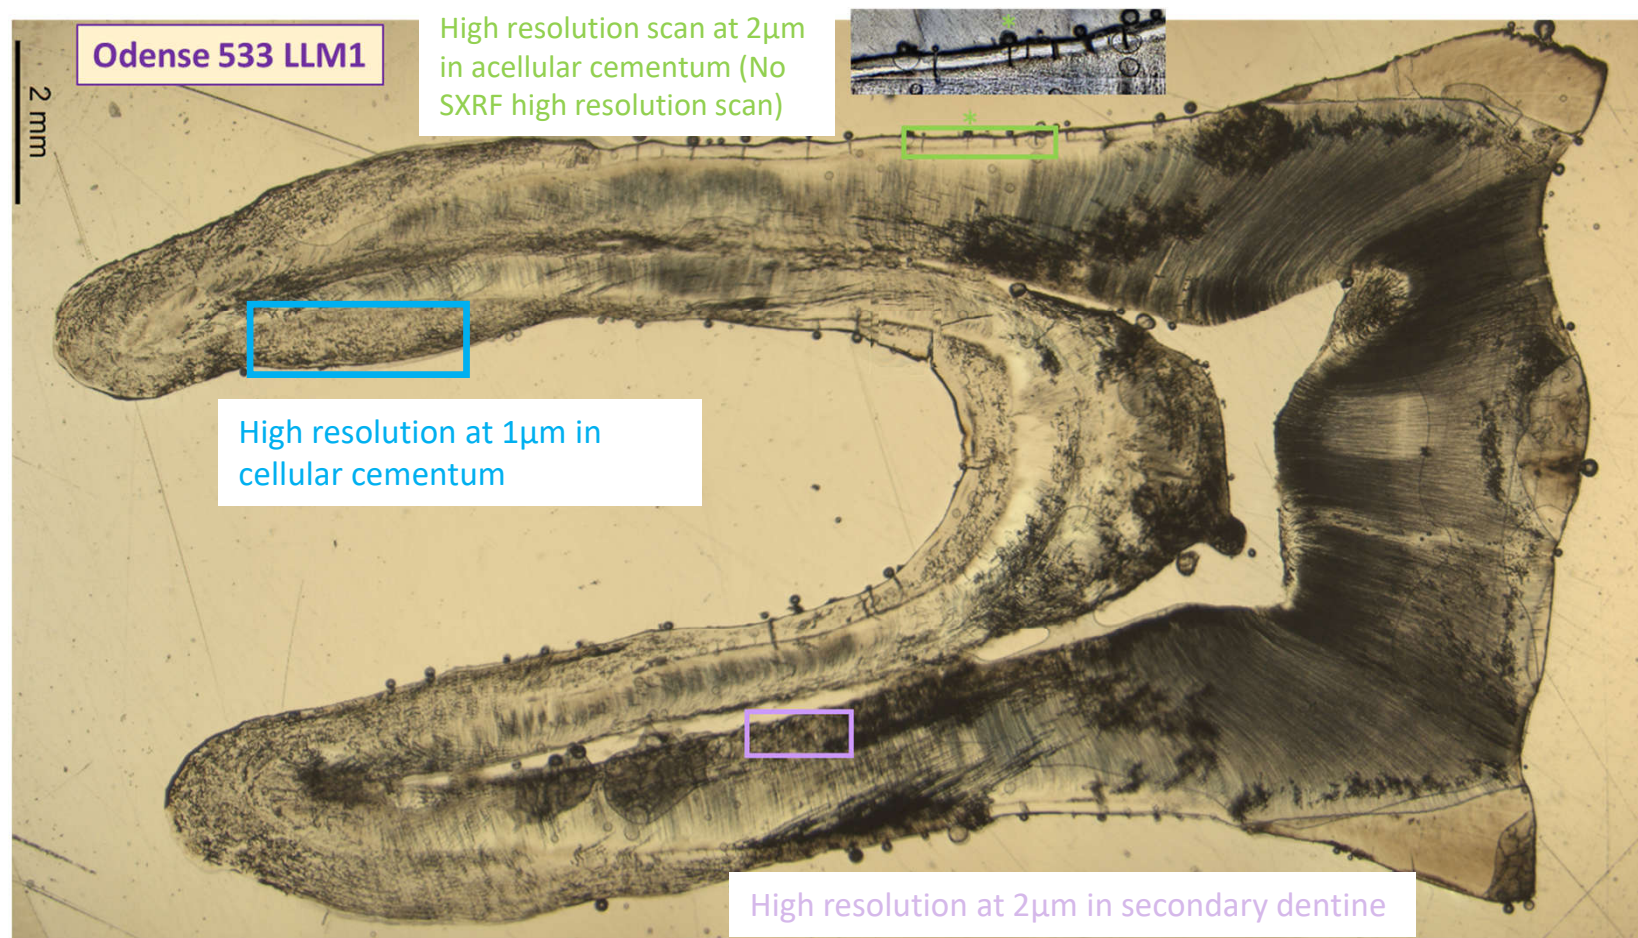 Odense 533 LLM1
High resolution scan at 2µm
in acellular cementum (No
SXRF high resolution scan)
*
*
2 mm
High resolution at 1µm in
cellular cementum
High resolution at 2µm in secondary dentine